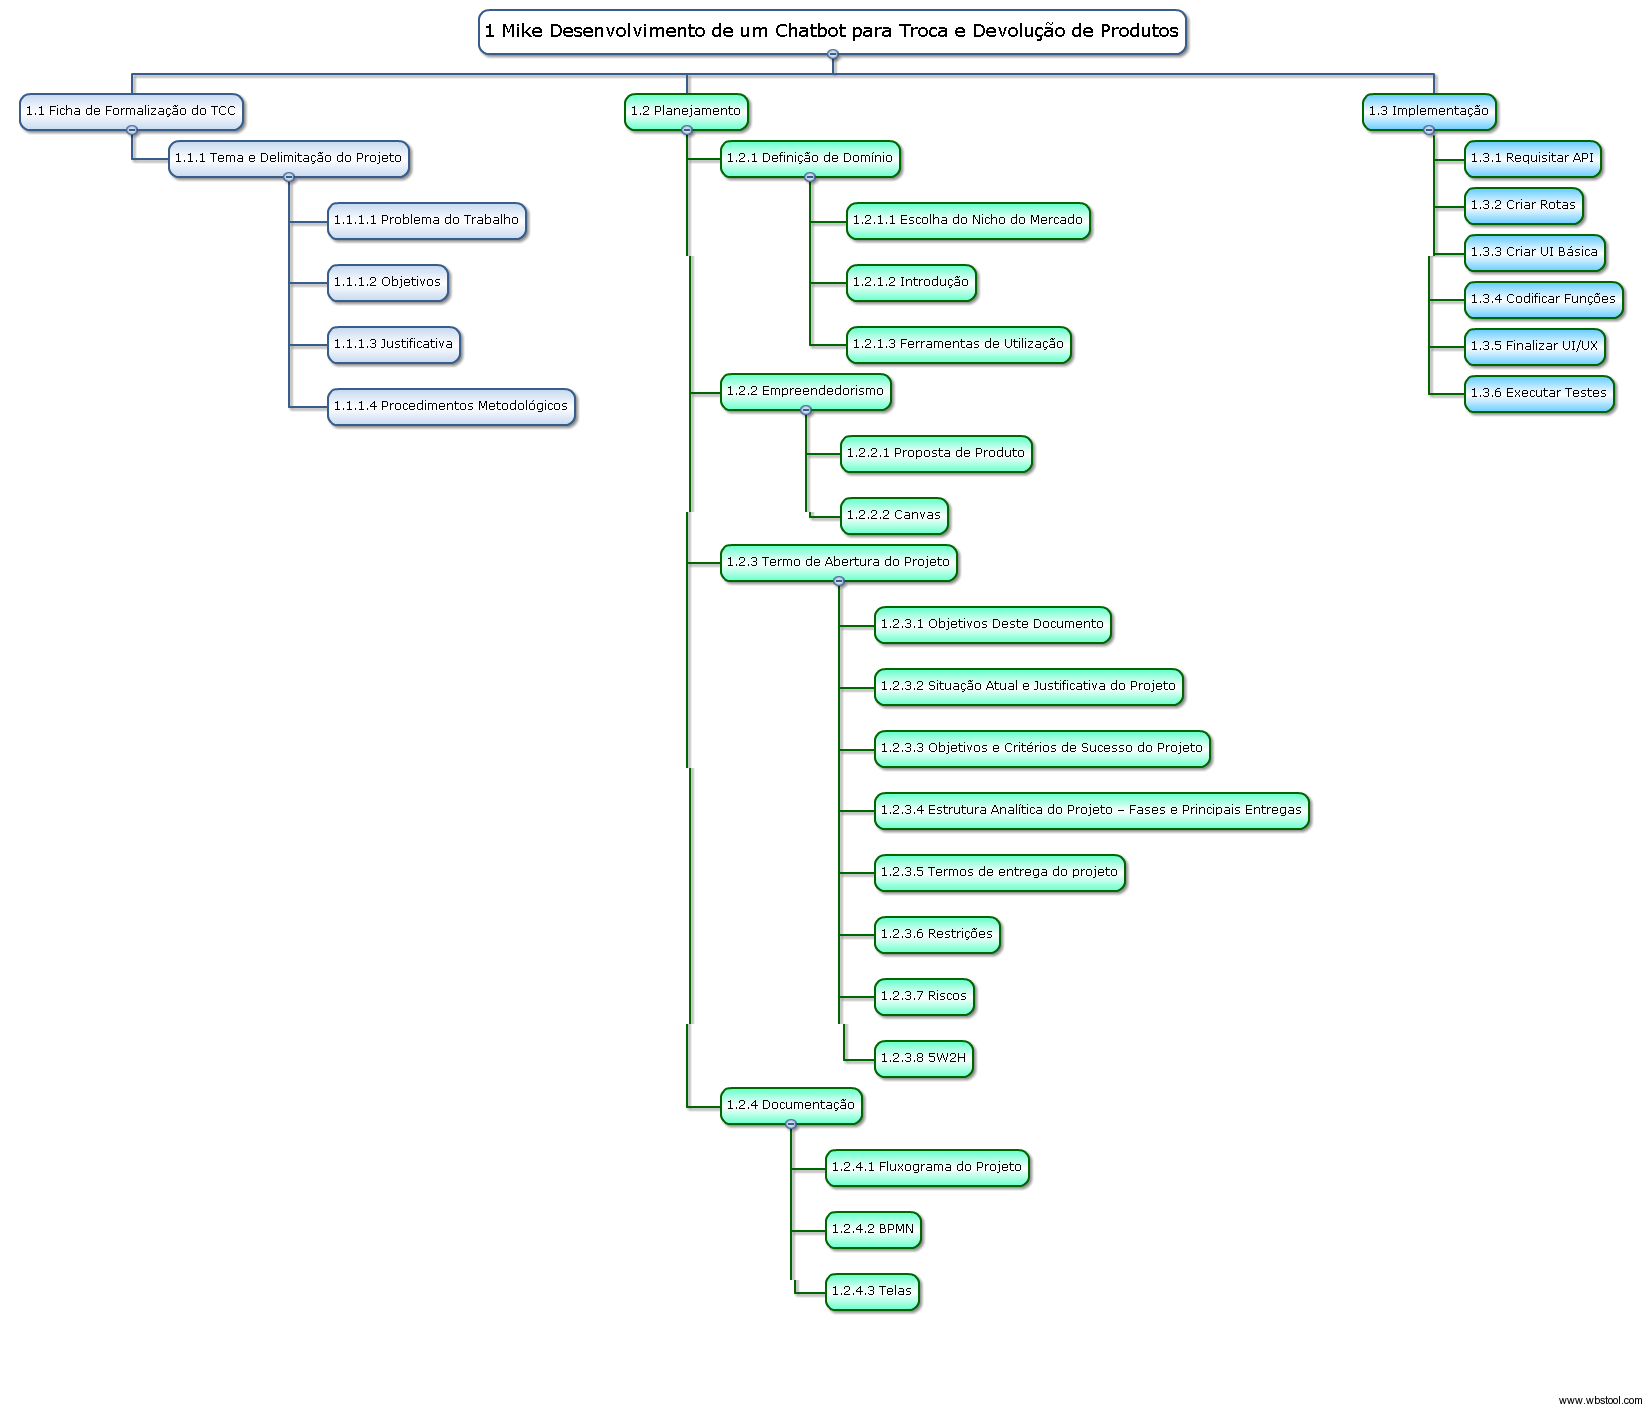 1 Mike Desenvolvimento de um Chatbot para Troca e Devolução de Produtos
1.1 Ficha de Formalização do TCC
1.1.1 Tema e Delimitação do Projeto
1.1.1.1 Problema do Trabalho
1.1.1.2 Objetivos
1.1.1.3 Justificativa
1.1.1.4 Procedimentos Metodológicos
1.2 Planejamento
1.2.1 Definição de Domínio
1.2.1.1 Escolha do Nicho do Mercado
1.2.1.2 Introdução
1.2.1.3 Ferramentas de Utilização
1.2.2 Empreendedorismo
1.2.2.1 Proposta de Produto
1.2.2.2 Canvas
1.2.3 Termo de Abertura do Projeto
1.2.3.1 Objetivos Deste Documento
1.2.3.2 Situação Atual e Justificativa do Projeto
1.2.3.3 Objetivos e Critérios de Sucesso do Projeto
1.2.3.4 Estrutura Analítica do Projeto – Fases e Principais Entregas
1.2.3.5 Termos de entrega do projeto
1.2.3.6 Restrições
1.2.3.7 Riscos
1.2.3.8 5W2H
1.2.4 Documentação
1.2.4.1 Fluxograma do Projeto
1.2.4.2 BPMN
1.2.4.3 Telas
1.3 Implementação
1.3.1 Requisitar API
1.3.2 Criar Rotas
1.3.3 Criar UI Básica
1.3.4 Codificar Funções
1.3.5 Finalizar UI/UX
1.3.6 Executar Testes
www.wbstool.com